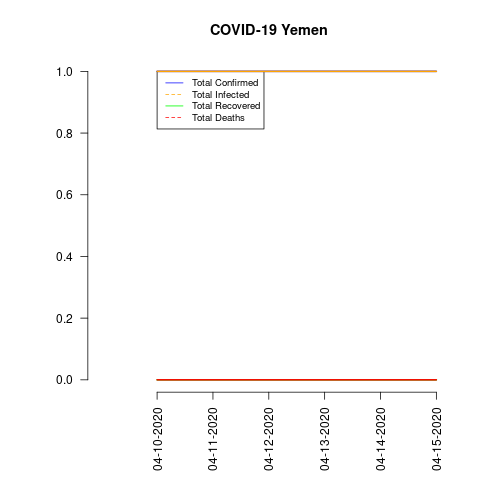 COVID-19 Yemen
1.0
0.8
0.6
0.4
0.2
0.0
Total Confirmed
Total Infected
Total Recovered
Total Deaths
04-10-2020
04-11-2020
04-12-2020
04-13-2020
04-14-2020
04-15-2020